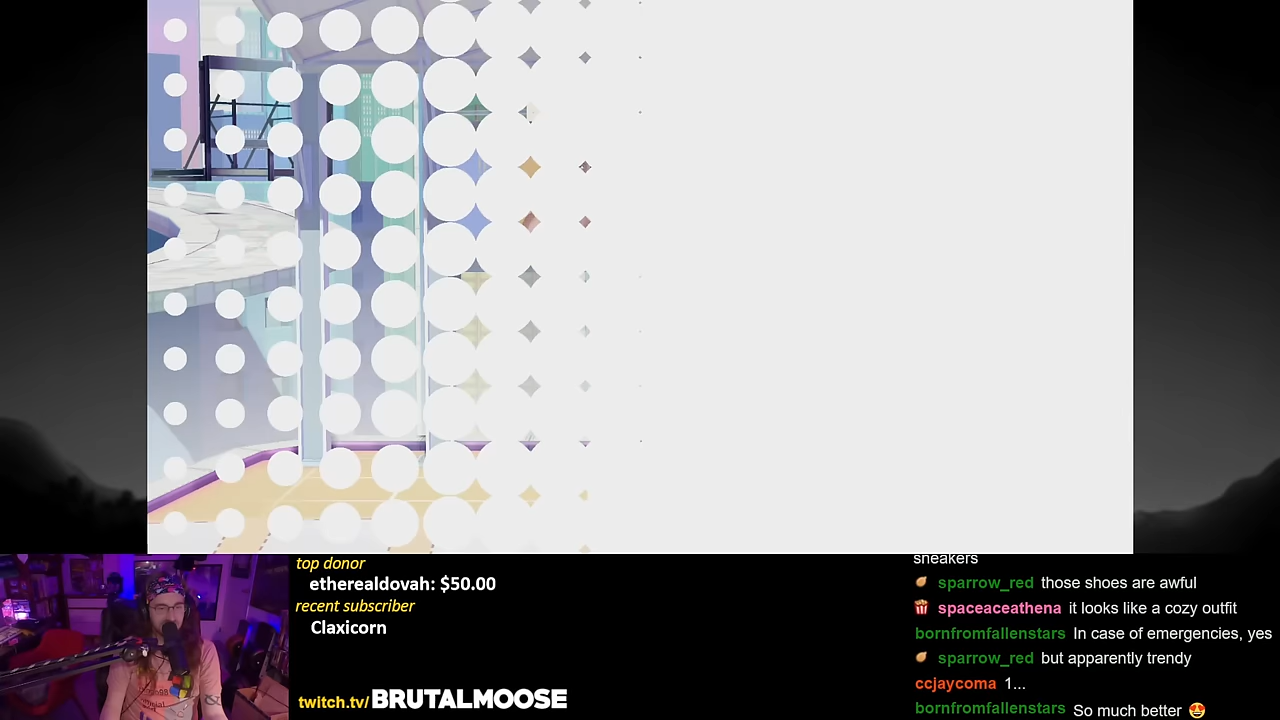 top donor
etherealdovah: $50.00
recent subscriber
Claxicorn
twitch.tv/BRUTALMOOSE
sneakers
sparrow_red those shoes are awful
spaceaceathena it looks like a cozy outfit
bornfromfallenstars In case of emergencies, yes
sparrow_red but apparently trendy
ccjaycoma 1...
bornfromfallenstars So much better 😍